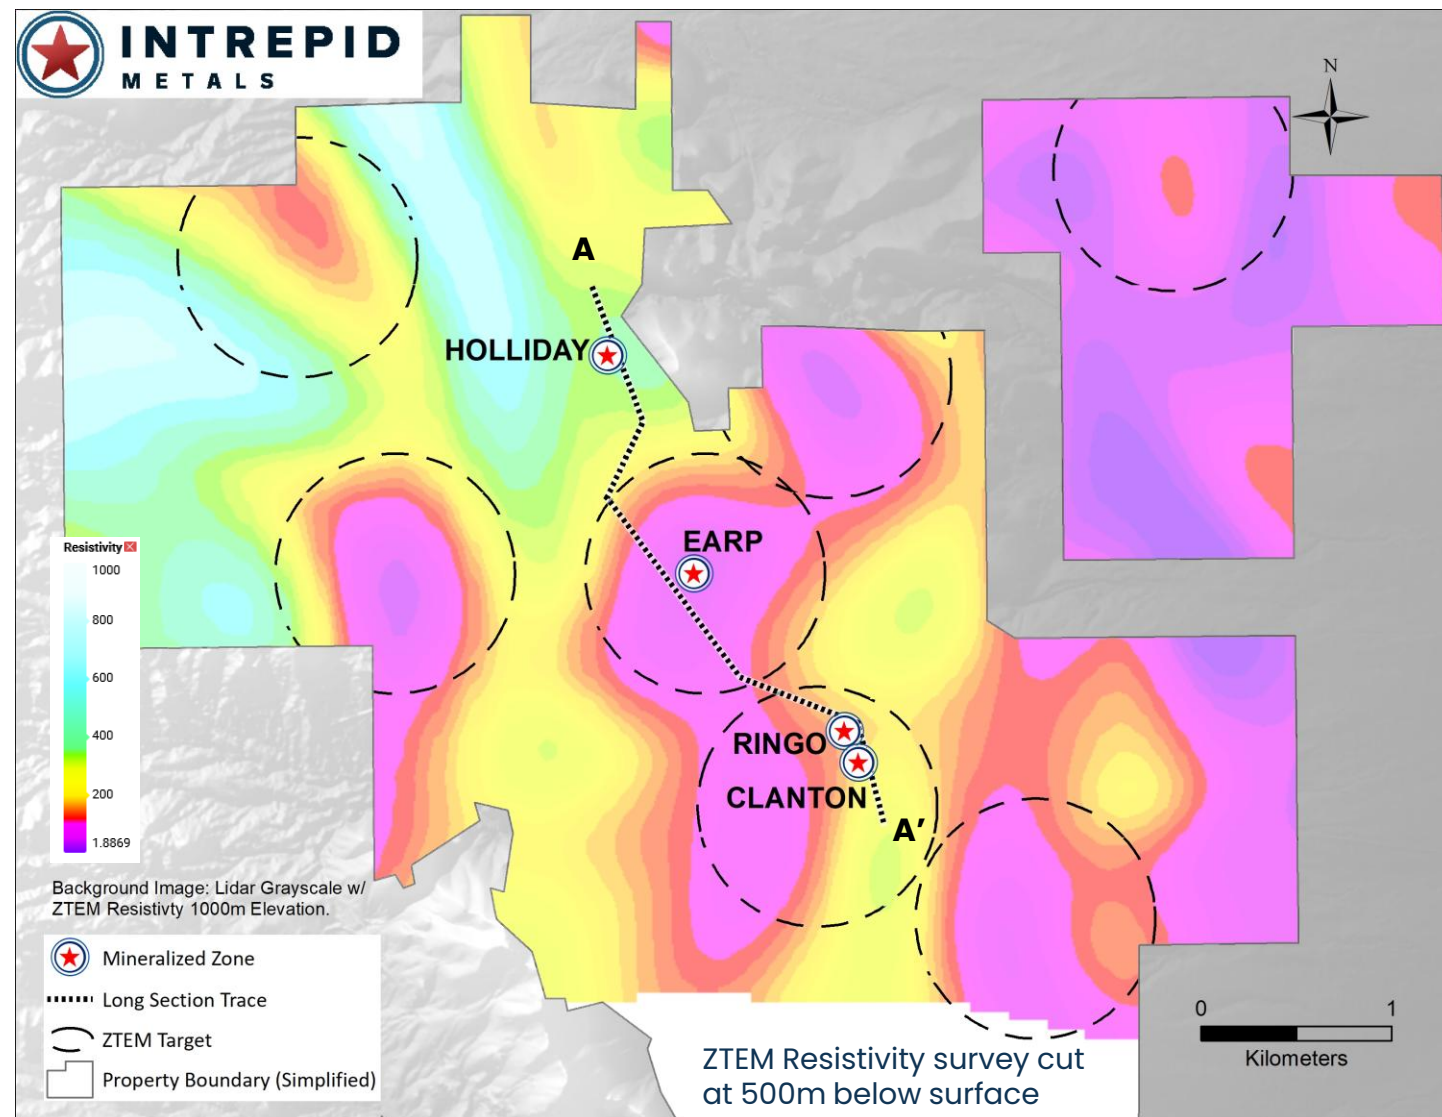 INTREPID
METALS
N
A
HOLLIDAY
EARP
RINGO
CLANTON
A’
Resistivity
1000
800
600
400
200
1.8869
Background Image: Lidar Grayscale w/
ZTEM Resistivty 1000m Elevation.
Mineralized Zone
Long Section Trace
ZTEM Target
Property Boundary (Simplified)
ZTEM Resistivity survey cut
at 500m below surface
0 1
Kilometers